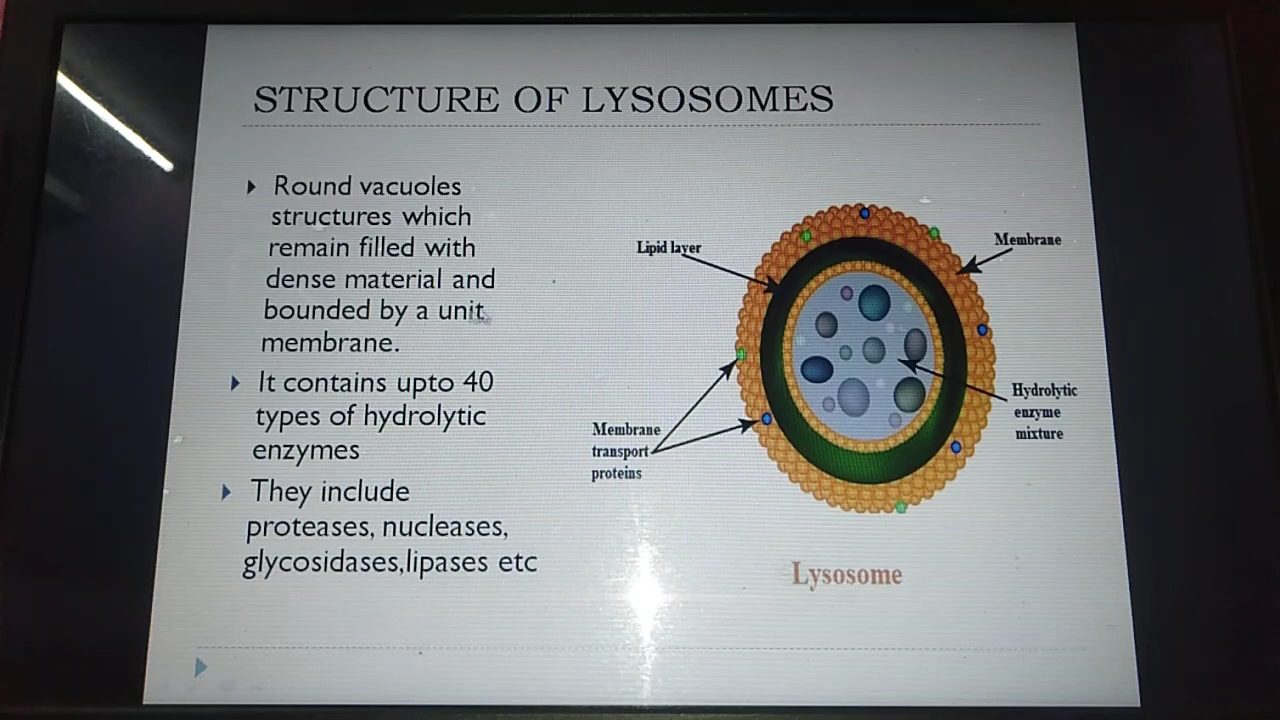 STRUCTURE OF LYSOSOMES
Round vacuoles
structures which
remain filled with
dense material and
bounded by a unit
membrane.
It contains upto 40
types of hydrolytic
enzymes
They include
proteases, nucleases,
glycosidases,lipases etc
Lipid layer
Membrane
Membrane
transport
proteins
Hydrolytic
enzyme
mixture
Lysosome